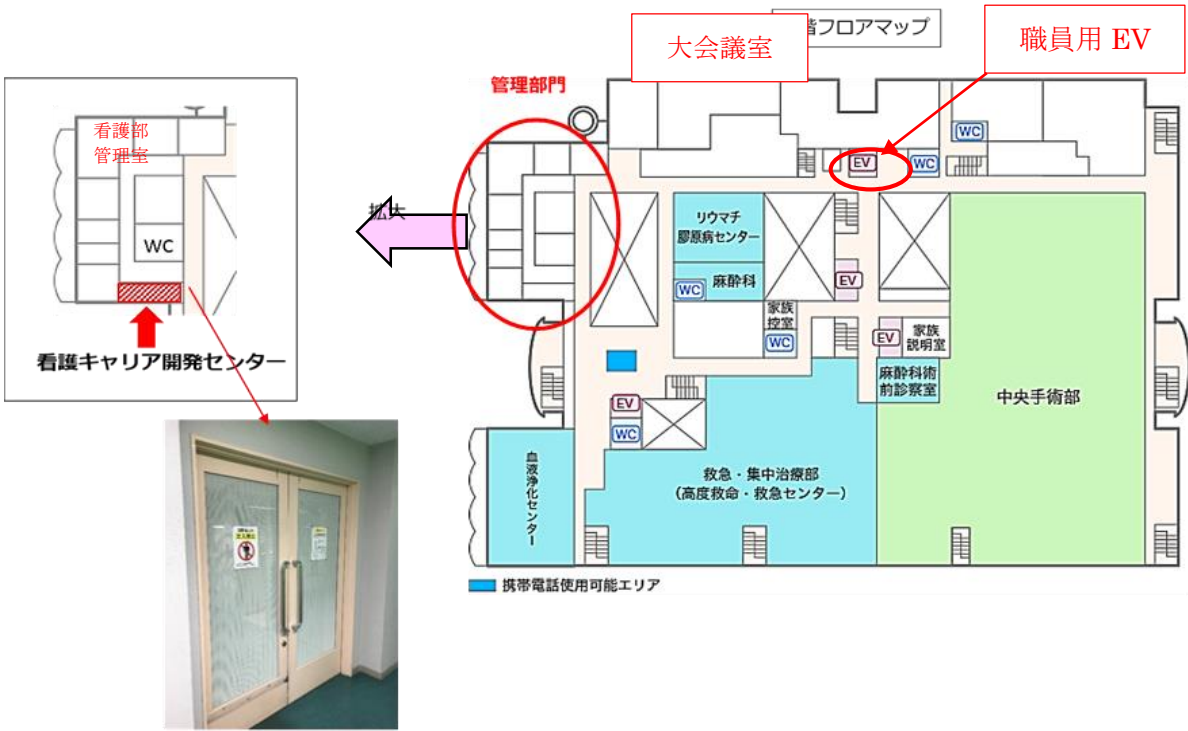 大会議室
階フロアマップ
職員用 EV
管理部門
看護部
管理室
WC
看護キャリア開発センター
拡大
WC
EV
WC
リウマチ
膠原病センター
WC
麻酔科
EV
家族
控室
WC
EV
家族
説明室
麻酔科術
前診察室
中央手術部
EV
WC
血液浄化センター
救急・集中治療部
(高度救命・救急センター)
携帯電話使用可能エリア